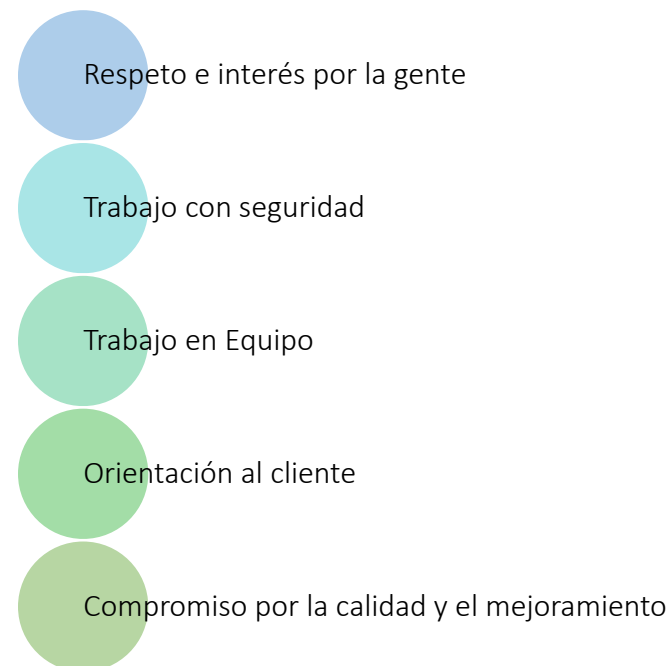 Respeto e interés por la gente
Trabajo con seguridad
Trabajo en Equipo
Orientación al cliente
Compromiso por la calidad y el mejoramiento